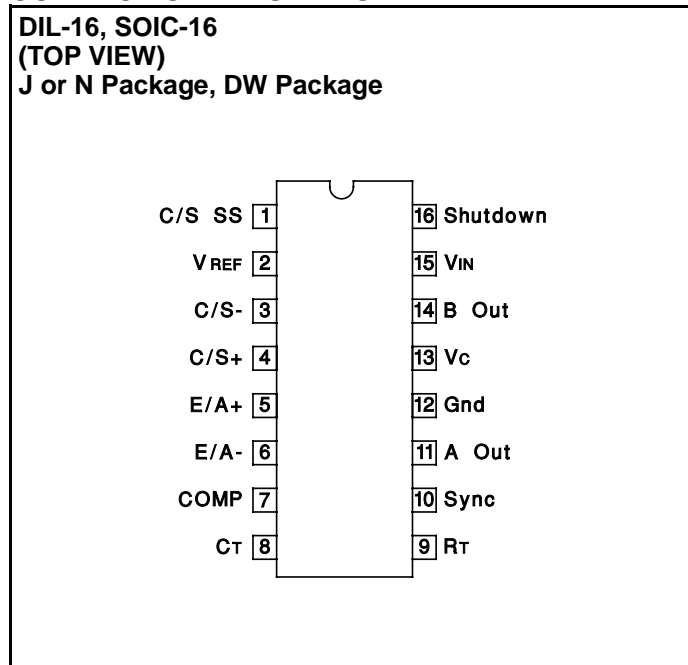 DIL-16, SOIC-16
(TOP VIEW)
J or N Package, DW Package
C/S SS 1 16 Shutdown
VREF 2 15 VIN
C/S- 3 14 B Out
C/S+ 4 13 VC
E/A+ 5 12 Gnd
E/A- 6 11 A Out
COMP 7 10 Sync
CT 8 9 RT